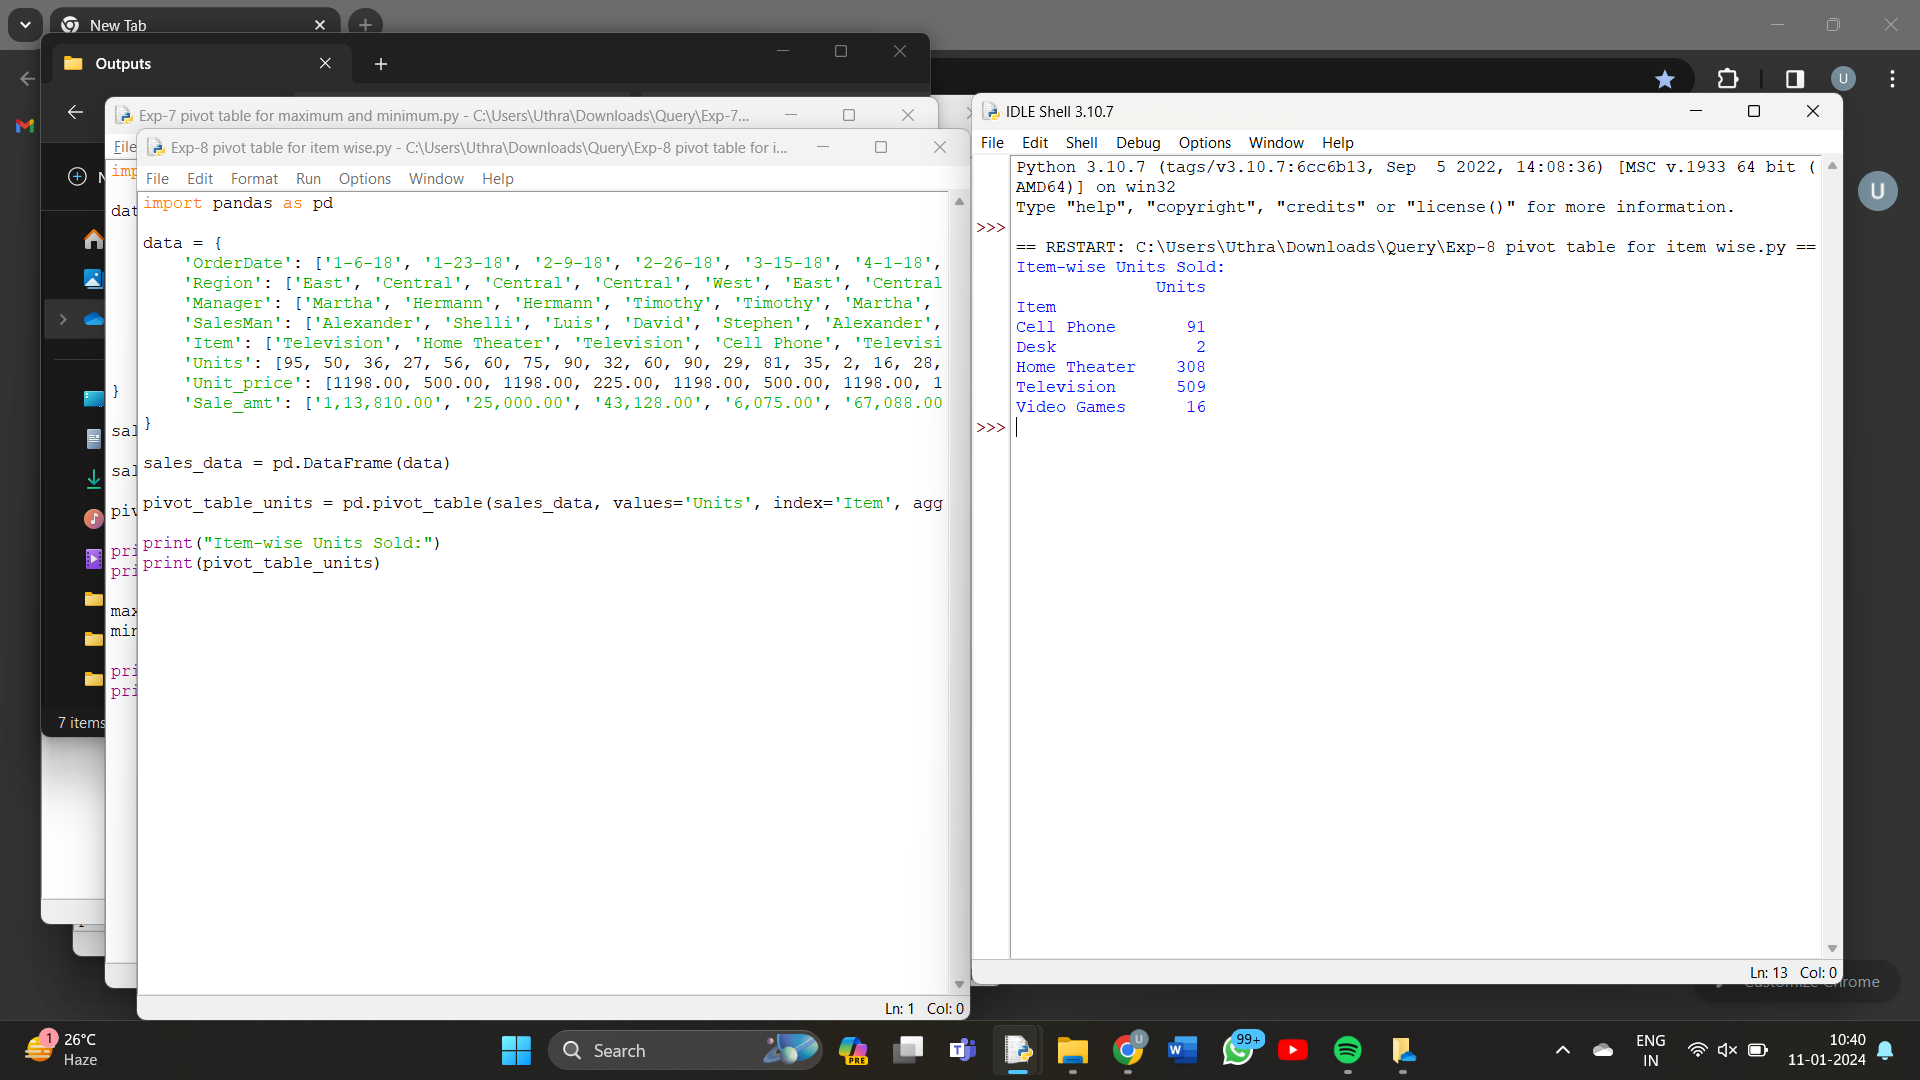 New Tab
Outputs
Exp-7 pivot table for maximum and minimum.py - C:\Users\Uthra\Downloads\Query\Exp-7...
File
imp
dat
}
sal
sal
piv
pri
pri
max
min
pri
pri
7 items
Exp-8 pivot table for item wise.py - C:\Users\Uthra\Downloads\Query\Exp-8 pivot table for i...
File Edit Format Run Options Window Help
import pandas as pd
data = {
    'OrderDate': ['1-6-18', '1-23-18', '2-9-18', '2-26-18', '3-15-18', '4-1-18',
    'Region': ['East', 'Central', 'Central', 'Central', 'West', 'East', 'Central
    'Manager': ['Martha', 'Hermann', 'Hermann', 'Timothy', 'Timothy', 'Martha',
    'SalesMan': ['Alexander', 'Shelli', 'Luis', 'David', 'Stephen', 'Alexander',
    'Item': ['Television', 'Home Theater', 'Television', 'Cell Phone', 'Televisi
    'Units': [95, 50, 36, 27, 56, 60, 75, 90, 32, 60, 90, 29, 81, 35, 2, 16, 28,
    'Unit_price': [1198.00, 500.00, 1198.00, 225.00, 1198.00, 500.00, 1198.00, 1
    'Sale_amt': ['1,13,810.00', '25,000.00', '43,128.00', '6,075.00', '67,088.00
}
sales_data = pd.DataFrame(data)
pivot_table_units = pd.pivot_table(sales_data, values='Units', index='Item', agg
print("Item-wise Units Sold:")
print(pivot_table_units)
Ln: 1 Col: 0
IDLE Shell 3.10.7
File Edit Shell Debug Options Window Help
Python 3.10.7 (tags/v3.10.7:6cc6b13, Sep  5 2022, 14:08:36) [MSC v.1933 64 bit (
AMD64)] on win32
Type "help", "copyright", "credits" or "license()" for more information.
>>>
== RESTART: C:\Users\Uthra\Downloads\Query\Exp-8 pivot table for item wise.py ==
Item-wise Units Sold:
Units
Item
Cell Phone 91
Desk 2
Home Theater 308
Television 509
Video Games 16
>>>
Ln: 13 Col: 0
U
U
Customize Chrome
1
26°C
Haze
Search
PRE
U
99+
ENG
IN
10:40
11-01-2024